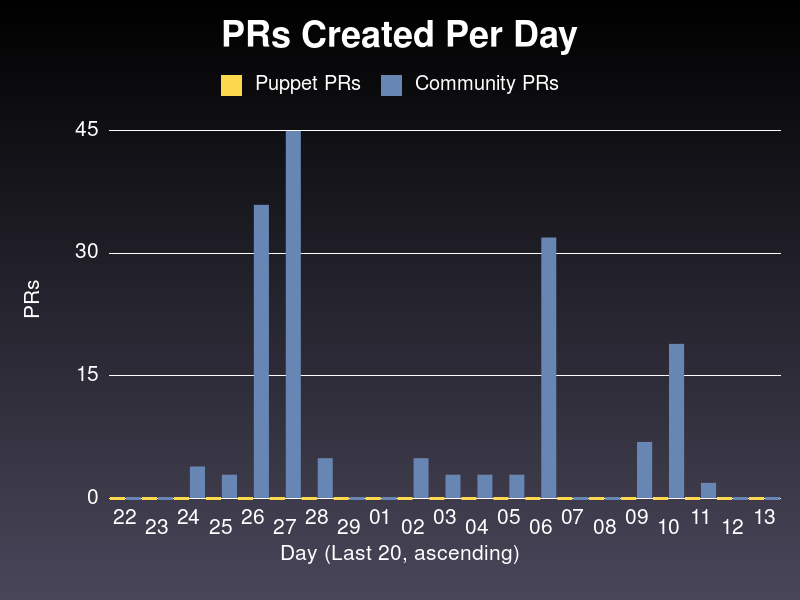 PRs Created Per Day
Puppet PRs Community PRs
45
30
15
0
PRs
22 23 24 25 26 27 28 29 01 02 03 04 05 06 07 08 09 10 11 12 13
Day (Last 20, ascending)